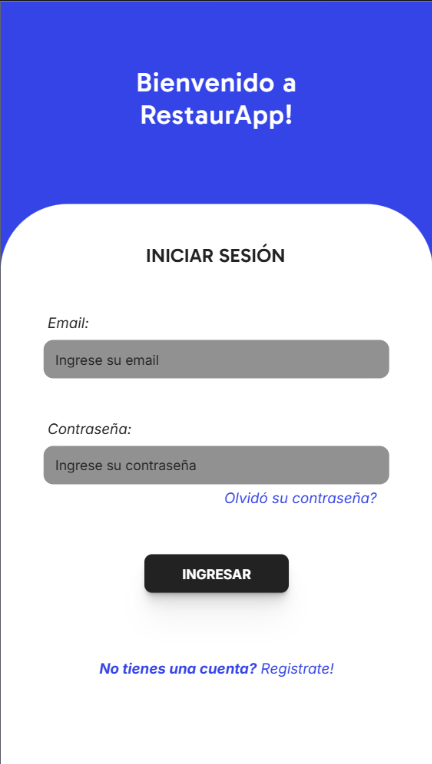 Bienvenido a
RestaurApp!
INICIAR SESIÓN
Email:
Ingrese su email
Contraseña:
Ingrese su contraseña
Olvidó su contraseña?
INGRESAR
No tienes una cuenta? Registrate!